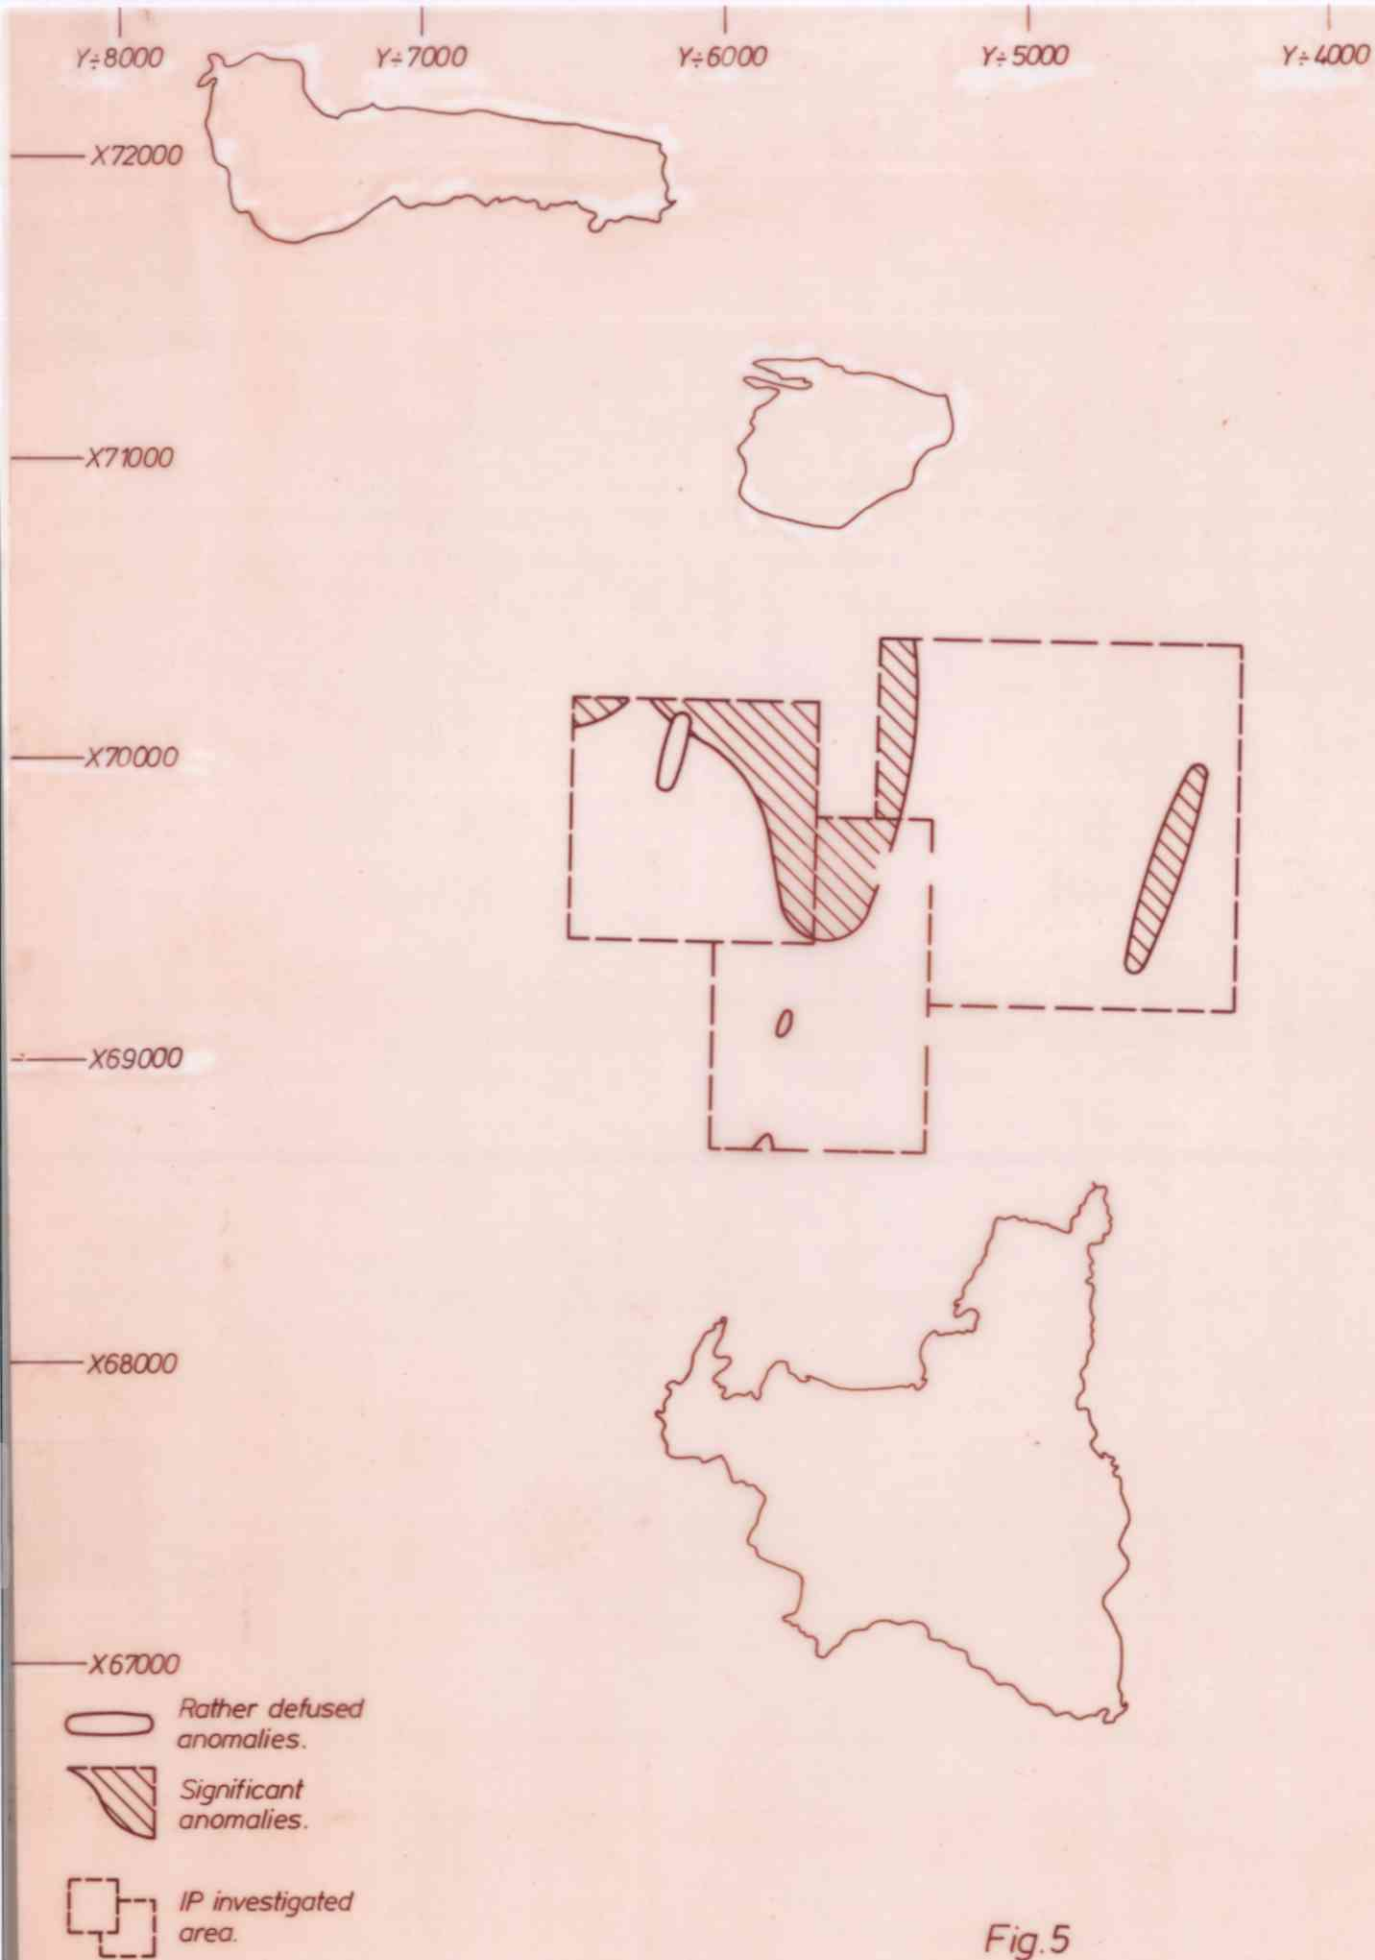 Y÷8000 Y÷7000 Y÷6000 Y÷5000 Y÷4000
X72000
X71000
X70000
X69000
X68000
X67000
Rather defused
anomalies.
Significant
anomalies.
IP investigated
area.
Fig.5